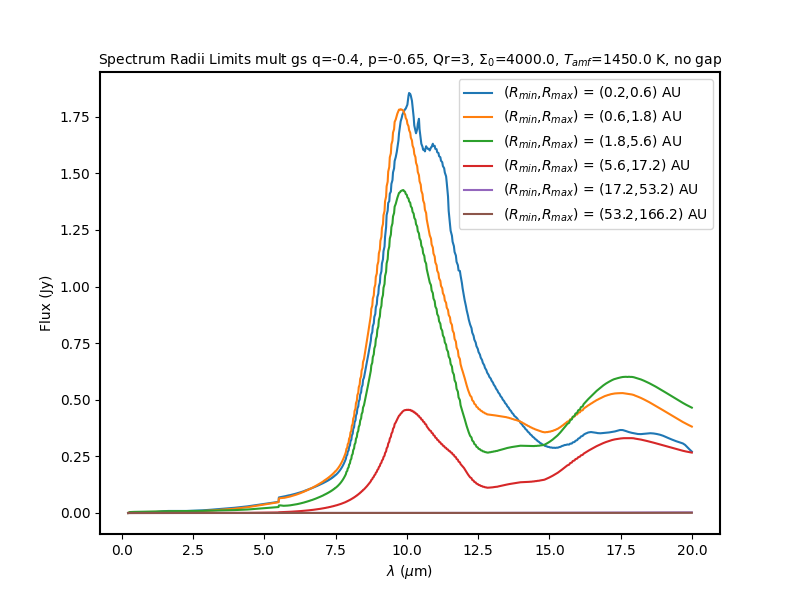 Spectrum Radii Limits mult gs q=-0.4, p=-0.65, Qr=3, Σ₀=4000.0, T_amf=1450.0 K, no gap
(R_min,R_max) = (0.2,0.6) AU
(R_min,R_max) = (0.6,1.8) AU
(R_min,R_max) = (1.8,5.6) AU
(R_min,R_max) = (5.6,17.2) AU
(R_min,R_max) = (17.2,53.2) AU
(R_min,R_max) = (53.2,166.2) AU
Flux (Jy)
1.75
1.50
1.25
1.00
0.75
0.50
0.25
0.00
0.0 2.5 5.0 7.5 10.0 12.5 15.0 17.5 20.0
λ (μm)